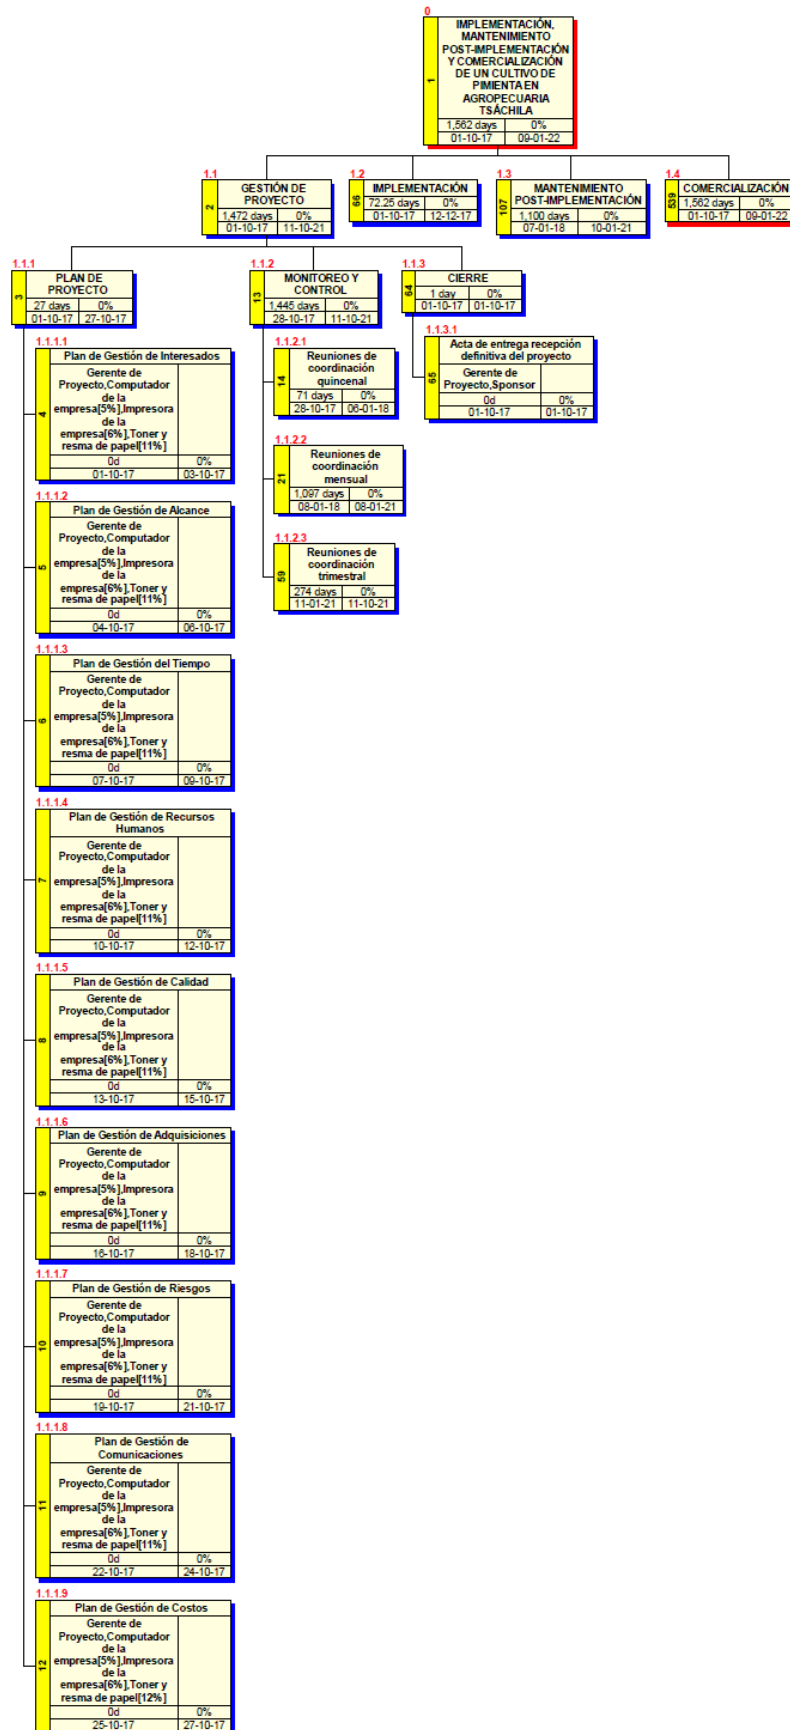 0
1
IMPLEMENTACIÓN,
MANTENIMIENTO
POST-IMPLEMENTACIÓN
Y COMERCIALIZACIÓN
DE UN CULTIVO DE
PIMIENTA EN
AGROPECUARIA
TSÁCHILA
1,562 days 0%
01-10-17 09-01-22
1.1
2
GESTIÓN DE
PROYECTO
1,472 days 0%
01-10-17 11-10-21
1.2
66
IMPLEMENTACIÓN
72.25 days 0%
01-10-17 12-12-17
1.3
107
MANTENIMIENTO
POST-IMPLEMENTACIÓN
1,100 days 0%
07-01-18 10-01-21
1.4
539
COMERCIALIZACIÓN
1,562 days 0%
01-10-17 09-01-22
1.1.1
3
PLAN DE
PROYECTO
27 days 0%
01-10-17 27-10-17
1.1.2
13
MONITOREO Y
CONTROL
1,445 days 0%
28-10-17 11-10-21
1.1.3
64
CIERRE
1 day 0%
01-10-17 01-10-17
1.1.1.1
4
Plan de Gestión de Interesados
Gerente de
Proyecto,Computador
de la
empresa[5%],Impresora
de la
empresa[6%],Toner y
resma de papel[11%]
0d 0%
01-10-17 03-10-17
1.1.2.1
14
Reuniones de
coordinación
quincenal
71 days 0%
28-10-17 06-01-18
1.1.3.1
65
Acta de entrega recepción
definitiva del proyecto
Gerente de
Proyecto,Sponsor
0d 0%
01-10-17 01-10-17
1.1.2.2
21
Reuniones de
coordinación
mensual
1,097 days 0%
08-01-18 08-01-21
1.1.2.3
59
Reuniones de
coordinación
trimestral
274 days 0%
11-01-21 11-10-21
1.1.1.2
5
Plan de Gestión de Alcance
Gerente de
Proyecto,Computador
de la
empresa[5%],Impresora
de la
empresa[6%],Toner y
resma de papel[11%]
0d 0%
04-10-17 06-10-17
1.1.1.3
6
Plan de Gestión del Tiempo
Gerente de
Proyecto,Computador
de la
empresa[5%],Impresora
de la
empresa[6%],Toner y
resma de papel[11%]
0d 0%
07-10-17 09-10-17
1.1.1.4
7
Plan de Gestión de Recursos
Humanos
Gerente de
Proyecto,Computador
de la
empresa[5%],Impresora
de la
empresa[6%],Toner y
resma de papel[11%]
0d 0%
10-10-17 12-10-17
1.1.1.5
8
Plan de Gestión de Calidad
Gerente de
Proyecto,Computador
de la
empresa[5%],Impresora
de la
empresa[6%],Toner y
resma de papel[11%]
0d 0%
13-10-17 15-10-17
1.1.1.6
9
Plan de Gestión de Adquisiciones
Gerente de
Proyecto,Computador
de la
empresa[5%],Impresora
de la
empresa[6%],Toner y
resma de papel[11%]
0d 0%
16-10-17 18-10-17
1.1.1.7
10
Plan de Gestión de Riesgos
Gerente de
Proyecto,Computador
de la
empresa[5%],Impresora
de la
empresa[6%],Toner y
resma de papel[11%]
0d 0%
19-10-17 21-10-17
1.1.1.8
11
Plan de Gestión de
Comunicaciones
Gerente de
Proyecto,Computador
de la
empresa[5%],Impresora
de la
empresa[6%],Toner y
resma de papel[11%]
0d 0%
22-10-17 24-10-17
1.1.1.9
12
Plan de Gestión de Costos
Gerente de
Proyecto,Computador
de la
empresa[5%],Impresora
de la
empresa[6%],Toner y
resma de papel[12%]
0d 0%
25-10-17 27-10-17